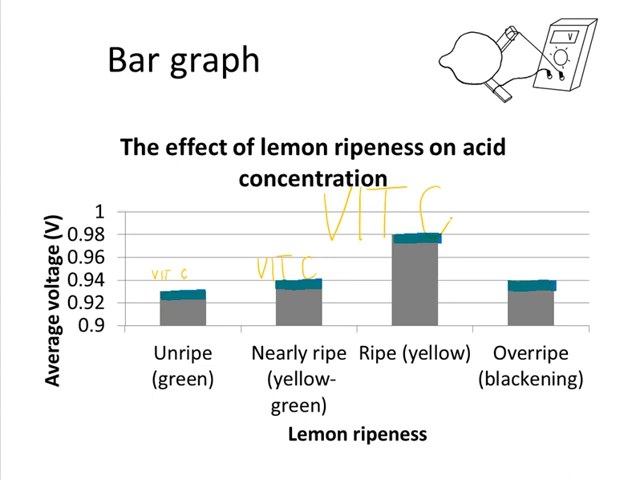 Bar graph
V
The effect of lemon ripeness on acid
concentration
VIT C
VIT C
VIT C
Average voltage (V)
1
0.98
0.96
0.94
0.92
0.9
Unripe
(green)
Nearly ripe
(yellow-
green)
Ripe (yellow)
Overripe
(blackening)
Lemon ripeness